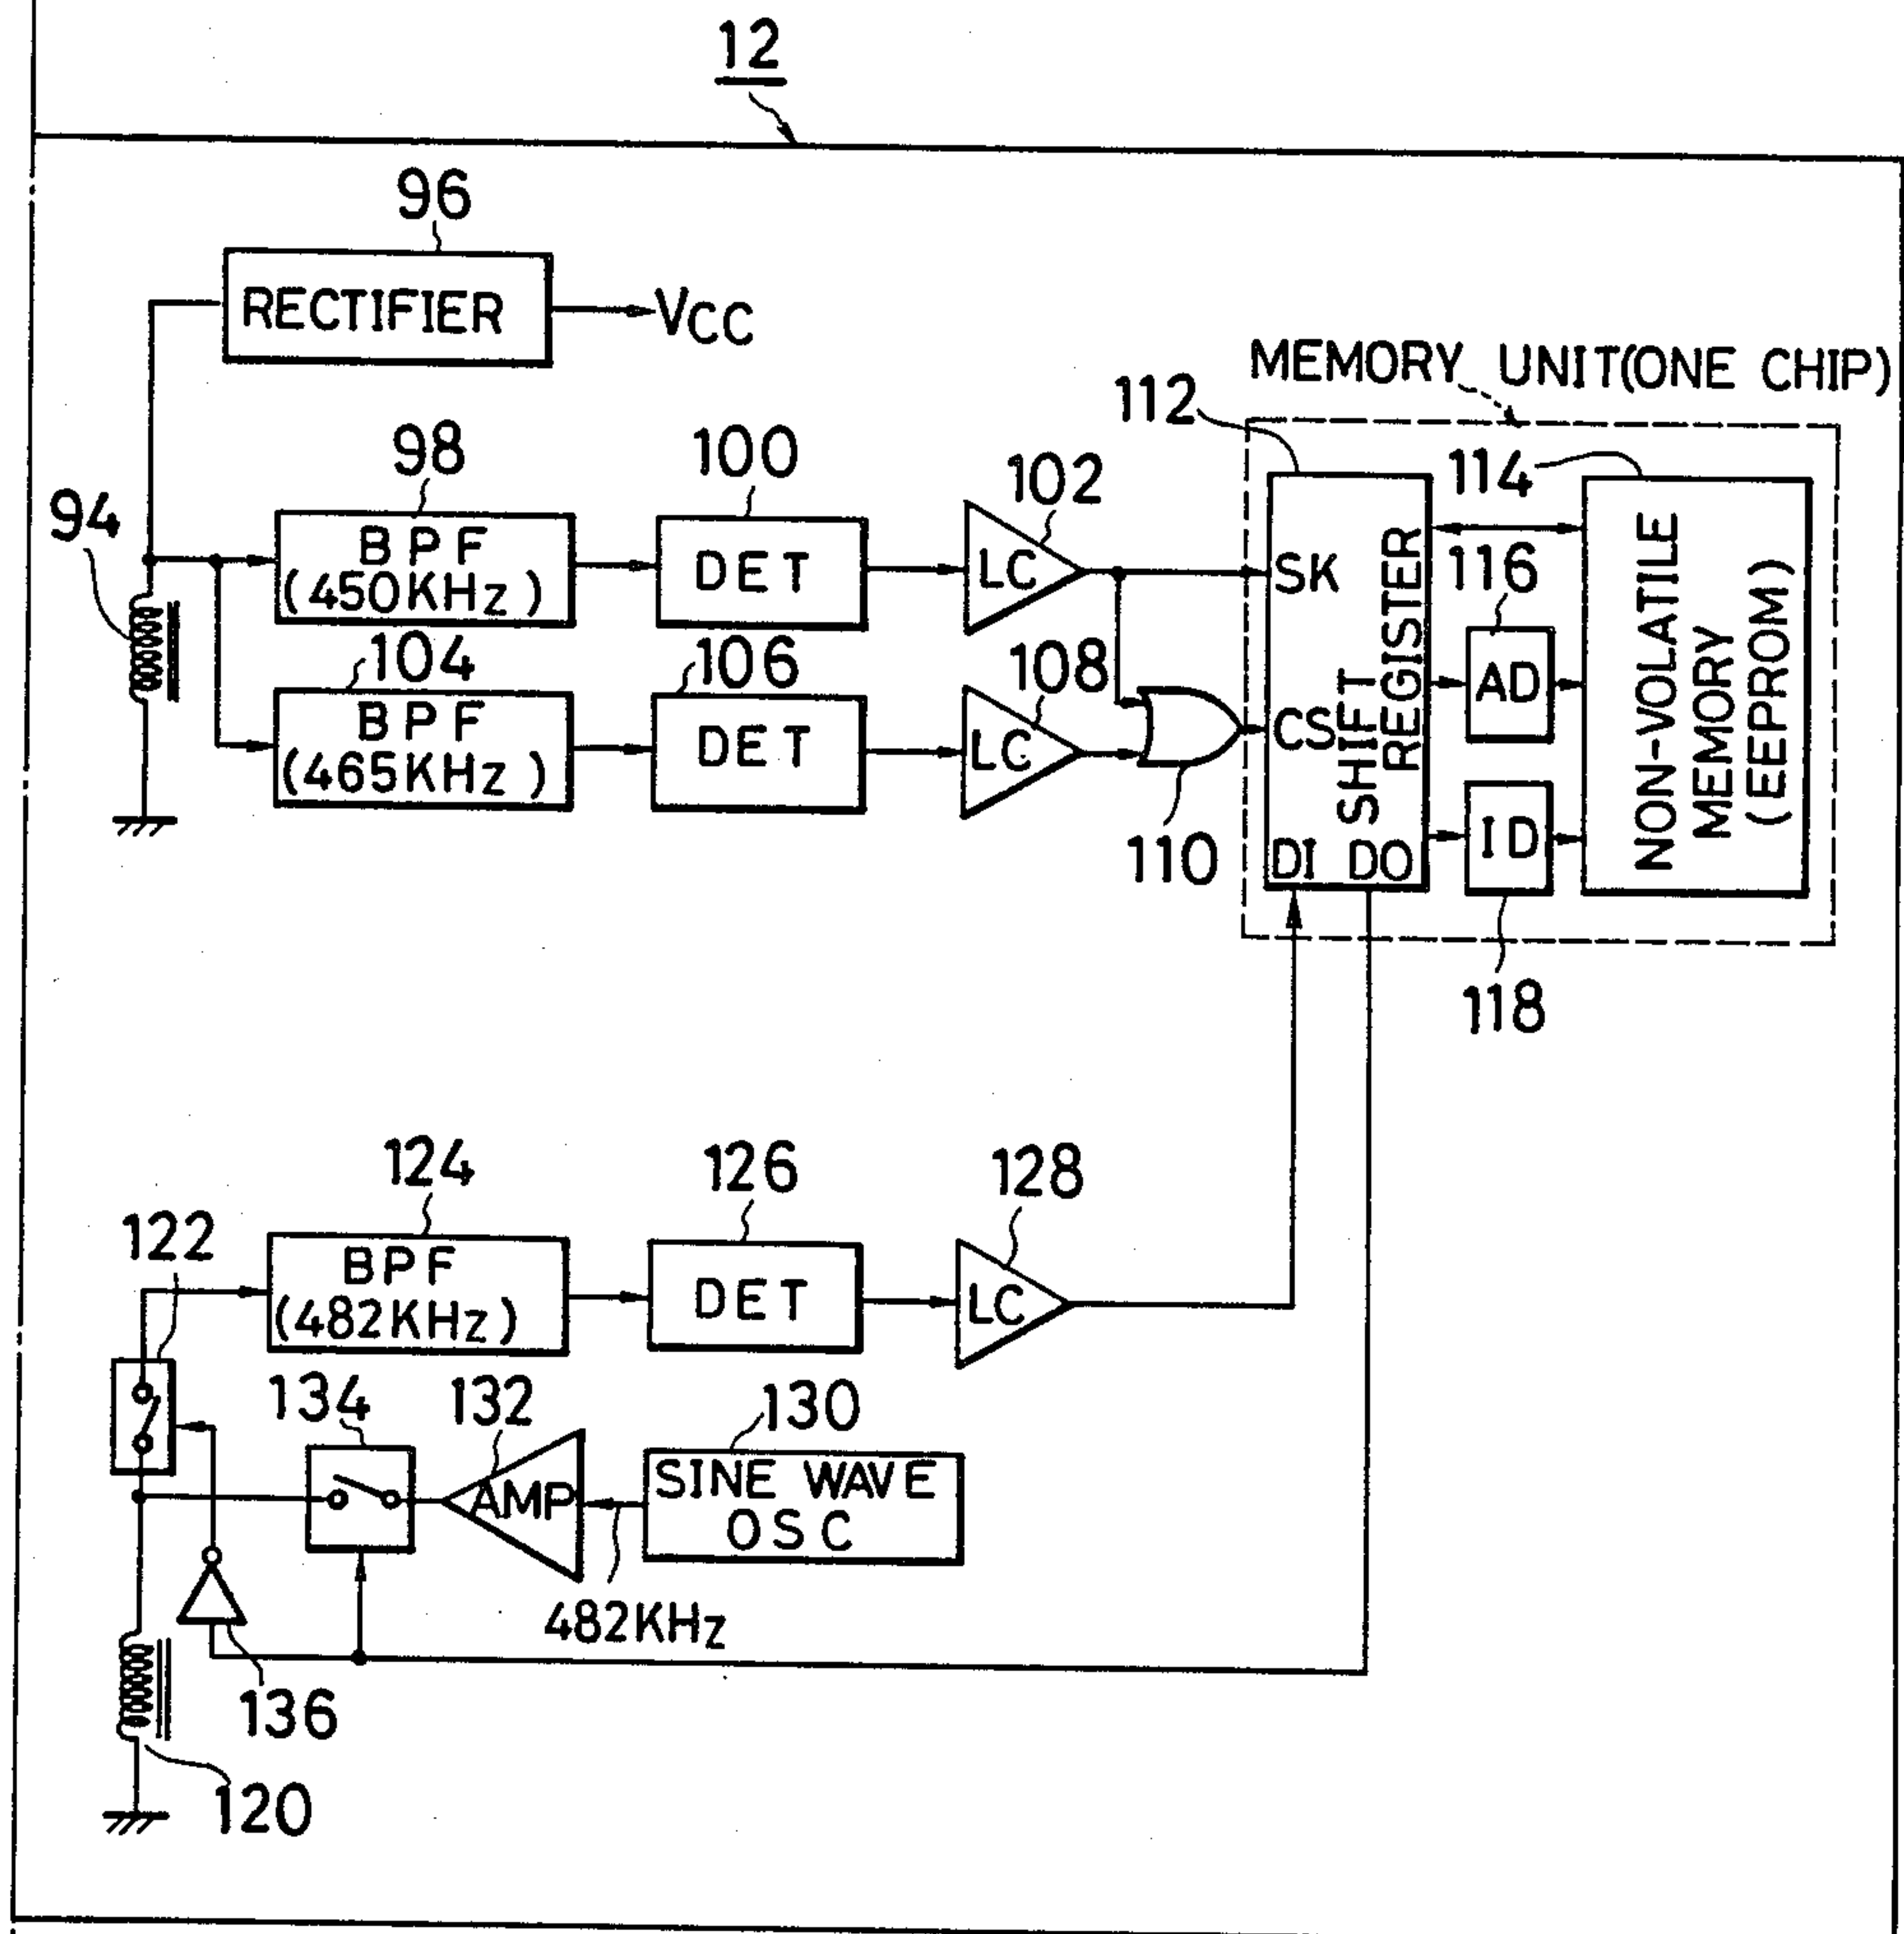 12
96
RECTIFIER
VCC
MEMORY UNIT(ONE CHIP)
112
98
100
102
114
94
BPF
(450KHz)
DET
LC
SK
116
104
106
108
BPF
(465KHz)
DET
LC
CS
SHIFT
REGISTER
AD
NON-VOLATILE
MEMORY
(EEPROM)
110
DI DO
ID
118
124
126
128
122
BPF
(482KHz)
DET
LC
134
132
130
AMP
SINE WAVE
OSC
482KHz
136
120